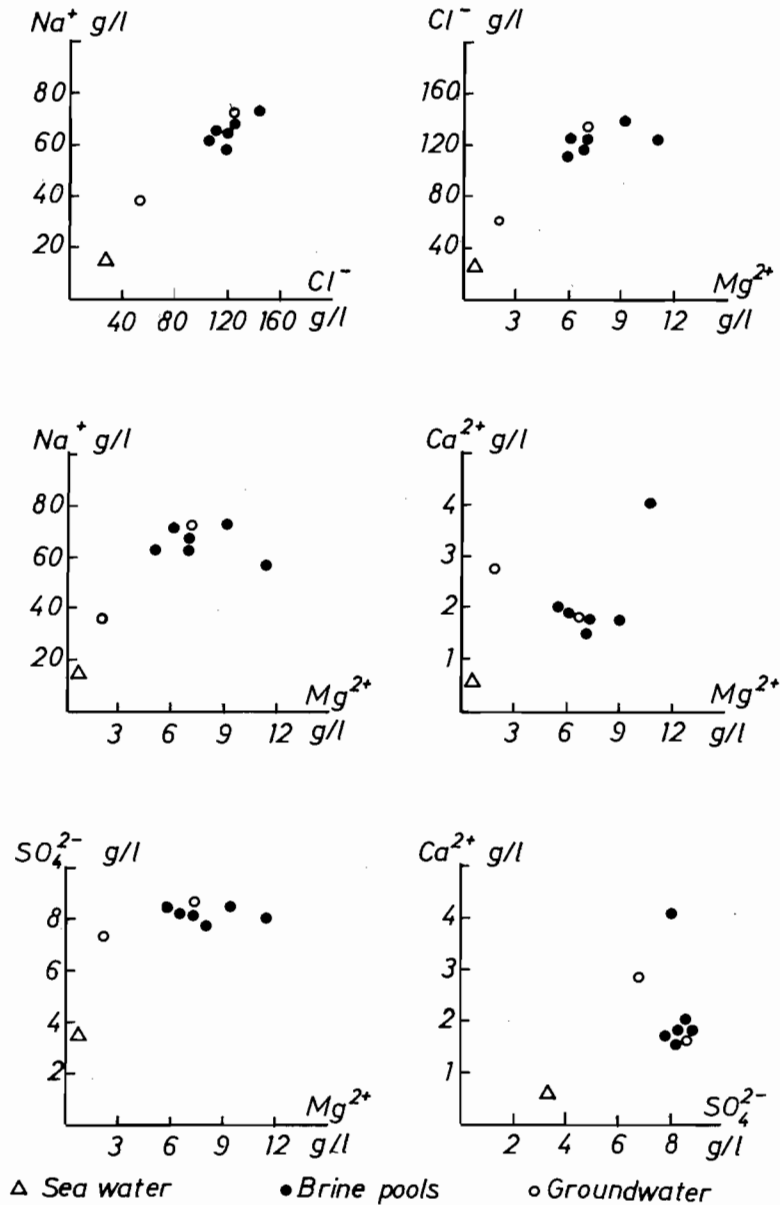 Na⁺ g/l
80
60
40
20
Cl⁻
40 80 120 160 g/l
Cl⁻ g/l
160
120
80
40
Mg²⁺
3 6 9 12 g/l
Na⁺ g/l
80
60
40
20
Mg²⁺
3 6 9 12 g/l
Ca²⁺ g/l
4
3
2
1
Mg²⁺
3 6 9 12 g/l
SO₄²⁻ g/l
8
6
4
2
Mg²⁺
3 6 9 12 g/l
Ca²⁺ g/l
4
3
2
1
SO₄²⁻
2 4 6 8 g/l
△ Sea water ● Brine pools ○ Groundwater